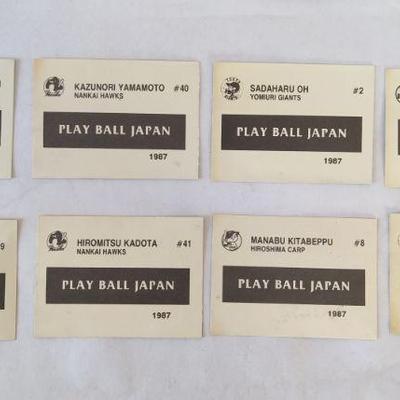 KAZUNORI YAMAMOTO #40
NANKAI HAWKS
PLAY BALL JAPAN
1987
SADAHARU OH #2
YOMIURI GIANTS
PLAY BALL JAPAN
1987
9
HIROMITSU KADOTA #41
NANKAI HAWKS
PLAY BALL JAPAN
1987
MANABU KITABEPPU #8
HIROSHIMA CARP
PLAY BALL JAPAN
1987